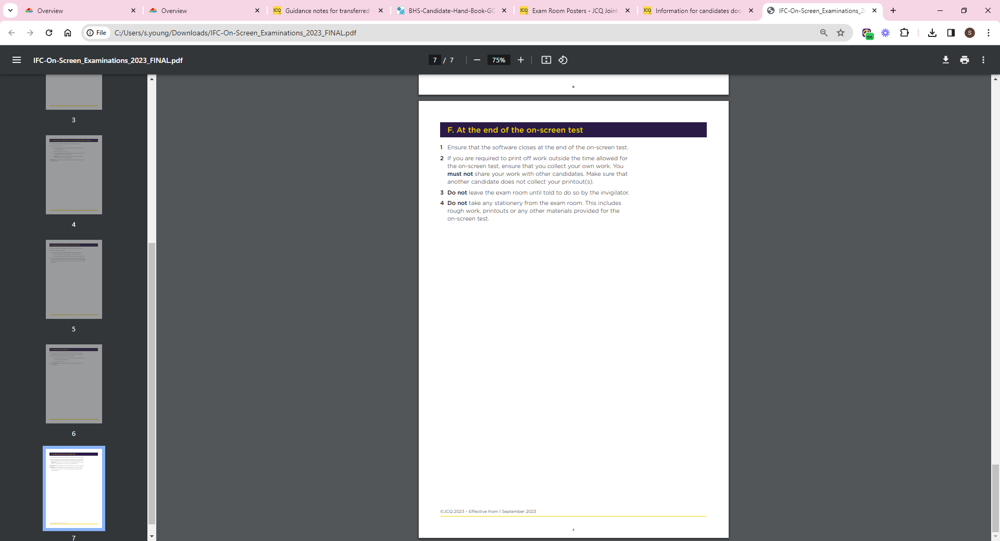 Overview
Overview
Guidance notes for transferred
BHS-Candidate-Hand-Book-GC
Exam Room Posters - JCQ Joint
Information for candidates doc
IFC-On-Screen_Examinations_2
File
C:/Users/s.young/Downloads/IFC-On-Screen_Examinations_2023_FINAL.pdf
on
S
IFC-On-Screen_Examinations_2023_FINAL.pdf
7 / 7
75%
3
4
5
6
7
6
F. At the end of the on-screen test
1 Ensure that the software closes at the end of the on-screen test.
2 If you are required to print off work outside the time allowed for
the on-screen test, ensure that you collect your own work. You
must not share your work with other candidates. Make sure that
another candidate does not collect your printout(s).
3 Do not leave the exam room until told to do so by the invigilator.
4 Do not take any stationery from the exam room. This includes
rough work, printouts or any other materials provided for the
on-screen test.
©JCQ 2023 – Effective from 1 September 2023
7